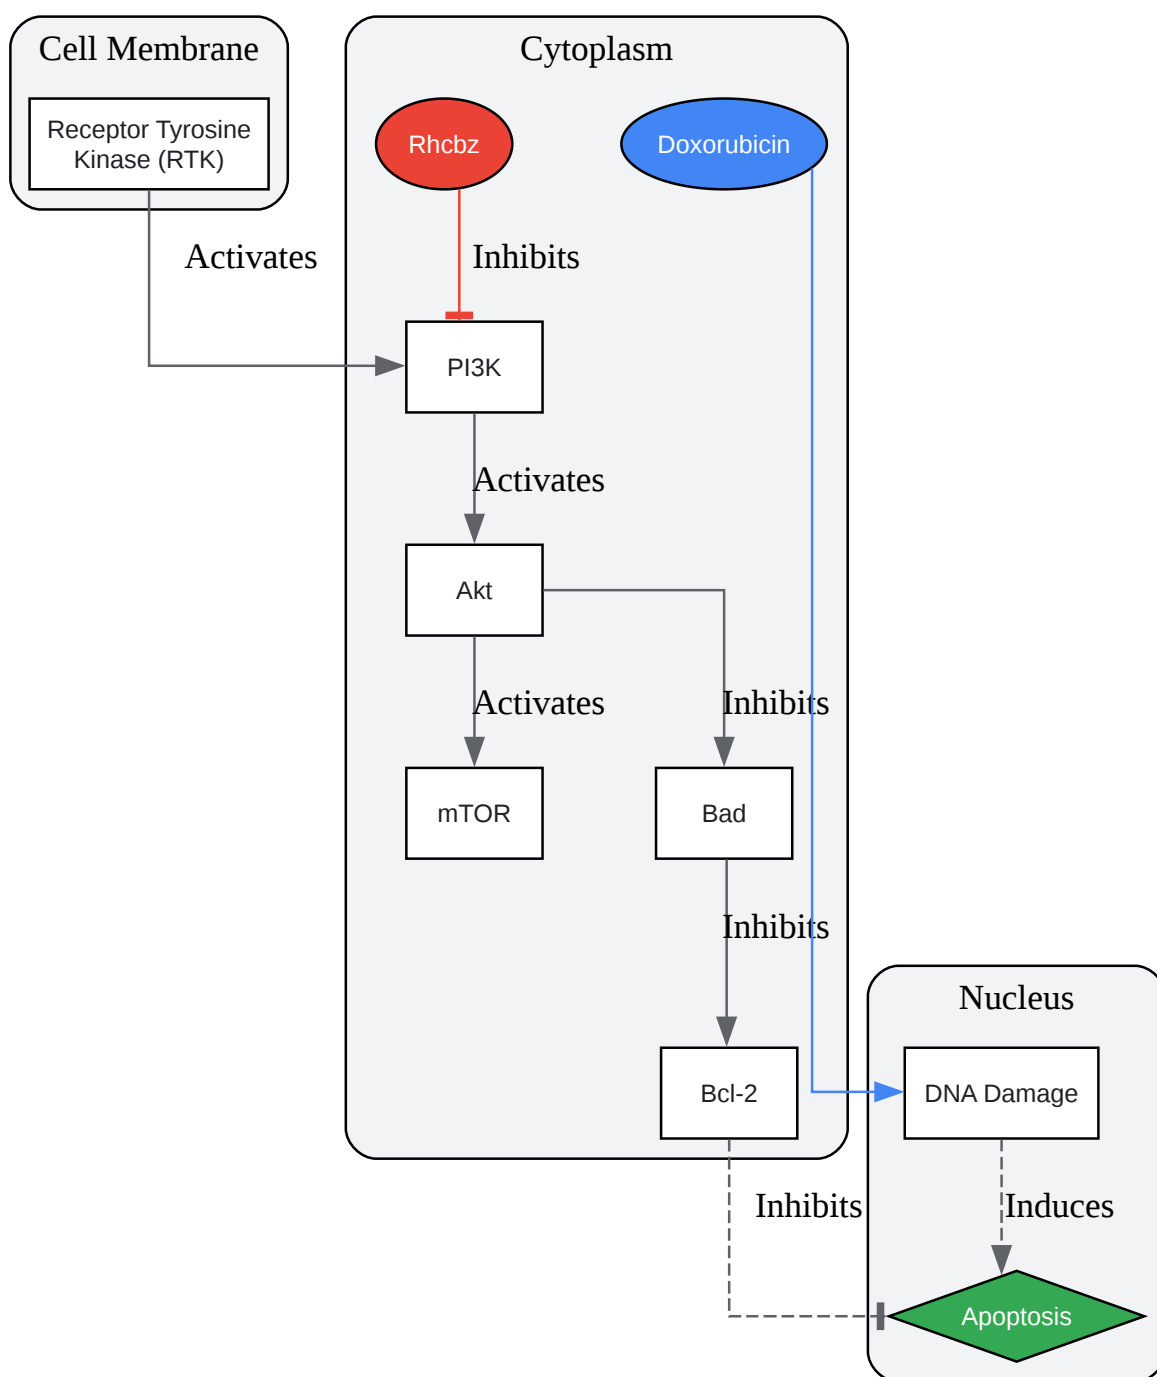 Cell Membrane
Cytoplasm
Receptor Tyrosine
Kinase (RTK)
Rhcbz
Doxorubicin
Activates
Inhibits
PI3K
Activates
Akt
Activates
Inhibits
mTOR
Bad
Inhibits
Nucleus
Bcl-2
DNA Damage
Inhibits
Induces
Apoptosis